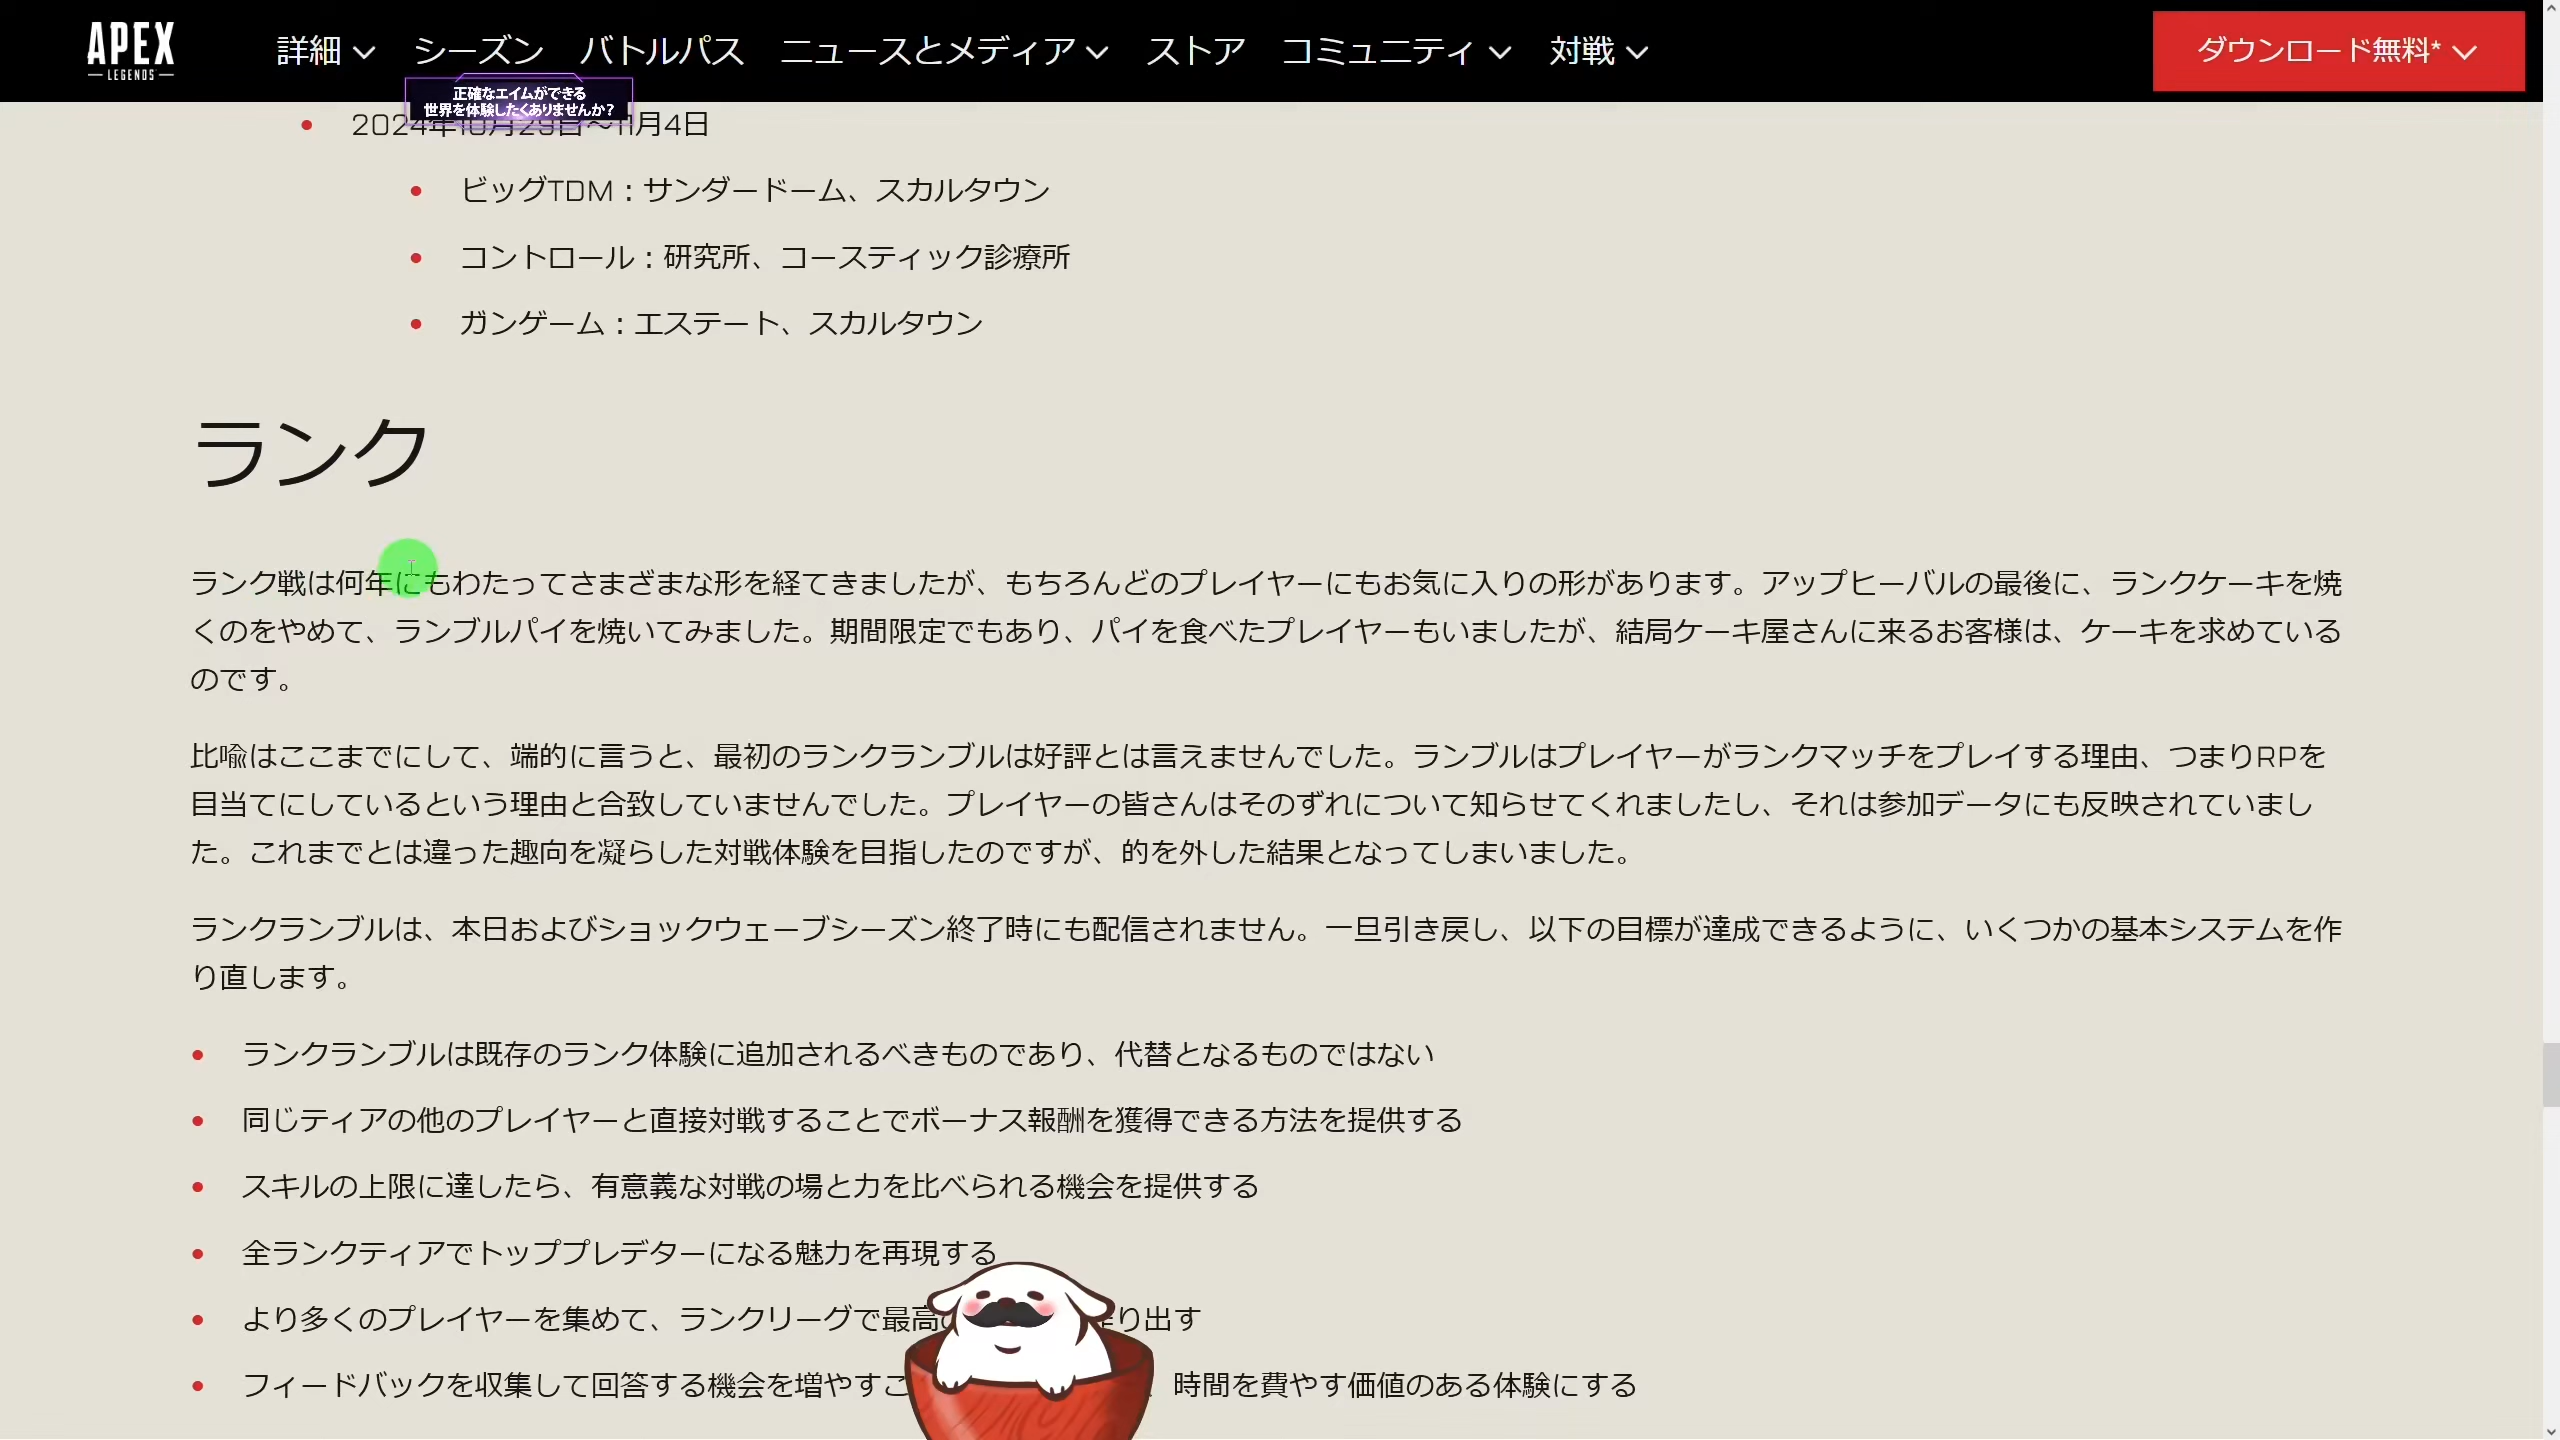 APEX
LEGENDS
詳細 シーズン バトルパス ニュースとメディア ストア コミュニティ 対戦 ダウンロード無料*
正確なエイムができる
世界を体験したくありませんか?
2024年10月29日～11月4日
ビッグTDM：サンダードーム、スカルタウン
コントロール：研究所、コースティック診療所
ガンゲーム：エステート、スカルタウン
ランク
ランク戦は何年にもわたってさまざまな形を経てきましたが、もちろんどのプレイヤーにもお気に入りの形があります。アップヒーバルの最後に、ランクケーキを焼
くのをやめて、ランブルパイを焼いてみました。期間限定でもあり、パイを食べたプレイヤーもいましたが、結局ケーキ屋さんに来るお客様は、ケーキを求めている
のです。
比喩はここまでにして、端的に言うと、最初のランクランブルは好評とは言えませんでした。ランブルはプレイヤーがランクマッチをプレイする理由、つまりRPを
目当てにしているという理由と合致していませんでした。プレイヤーの皆さんはそのずれについて知らせてくれましたし、それは参加データにも反映されていまし
た。これまでとは違った趣向を凝らした対戦体験を目指したのですが、的を外した結果となってしまいました。
ランクランブルは、本日およびショックウェーブシーズン終了時にも配信されません。一旦引き戻し、以下の目標が達成できるように、いくつかの基本システムを作
り直します。
ランクランブルは既存のランク体験に追加されるべきものであり、代替となるものではない
同じティアの他のプレイヤーと直接対戦することでボーナス報酬を獲得できる方法を提供する
スキルの上限に達したら、有意義な対戦の場と力を比べられる機会を提供する
全ランクティアでトッププレデターになる魅力を再現する
より多くのプレイヤーを集めて、ランクリーグで最高 り出す
フィードバックを収集して回答する機会を増やすこ 時間を費やす価値のある体験にする